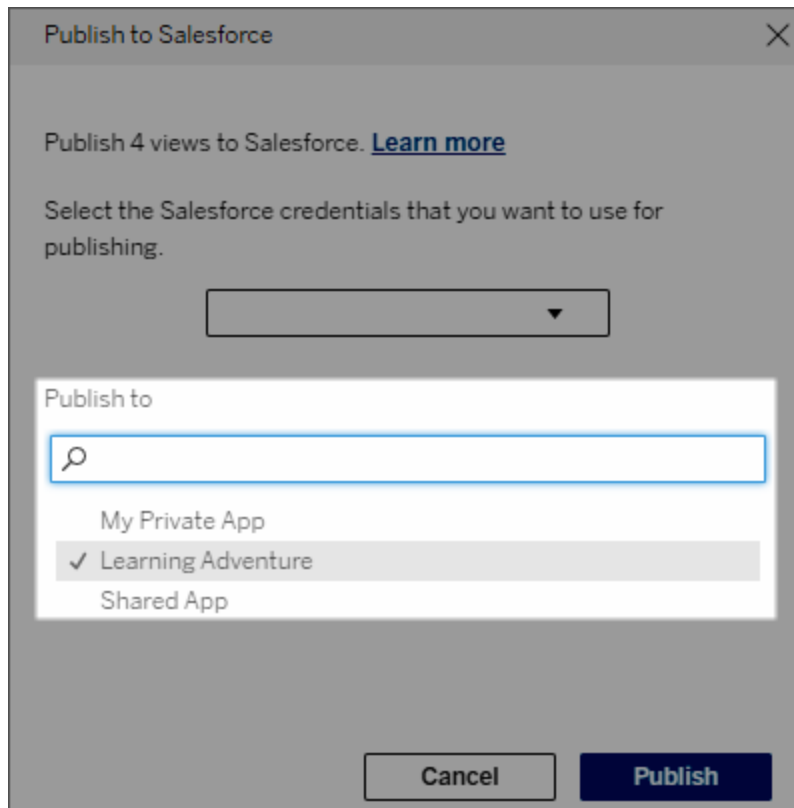 Publish to Salesforce
Publish 4 views to Salesforce. Learn more
Select the Salesforce credentials that you want to use for
publishing.
Publish to
My Private App
Learning Adventure
Shared App
Cancel Publish